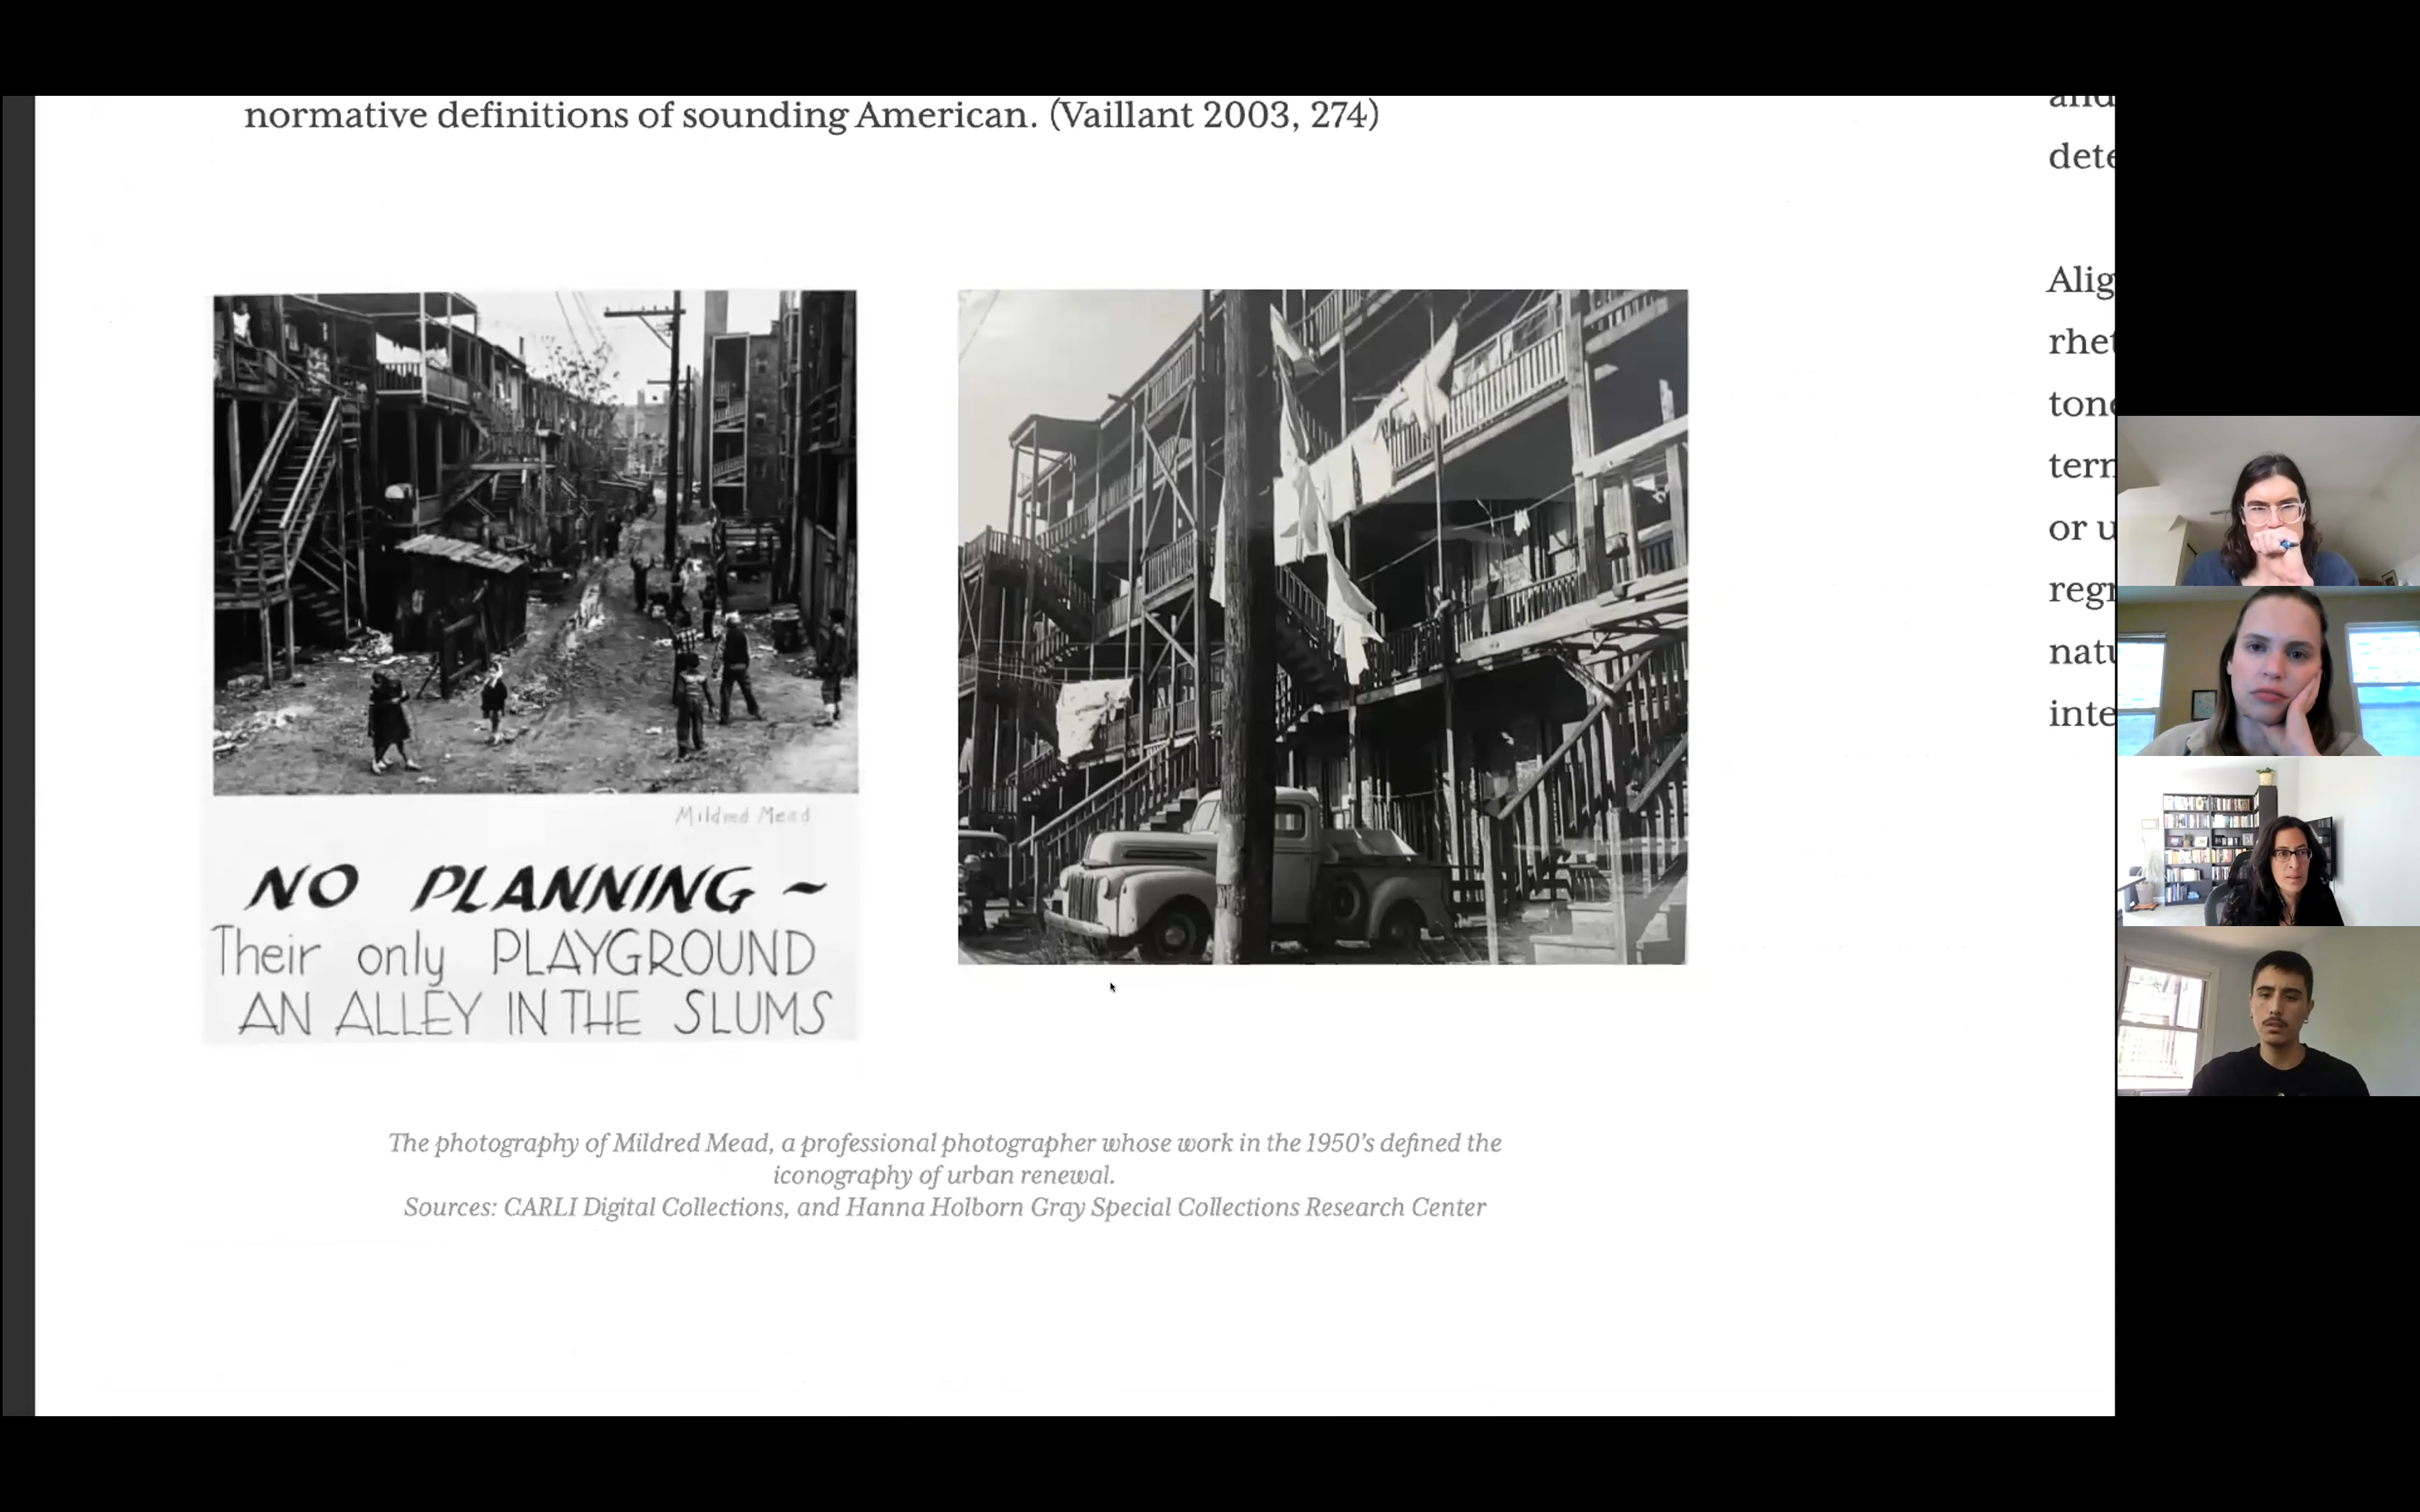 normative definitions of sounding American. (Vaillant 2003, 274)
Mildred Mead
NO PLANNING ~
Their only PLAYGROUND
AN ALLEY IN THE SLUMS
The photography of Mildred Mead, a professional photographer whose work in the 1950's defined the
iconography of urban renewal.
Sources: CARLI Digital Collections, and Hanna Holborn Gray Special Collections Research Center
and
dete
Alig
rhet
tone
tern
or u
regr
natu
inte